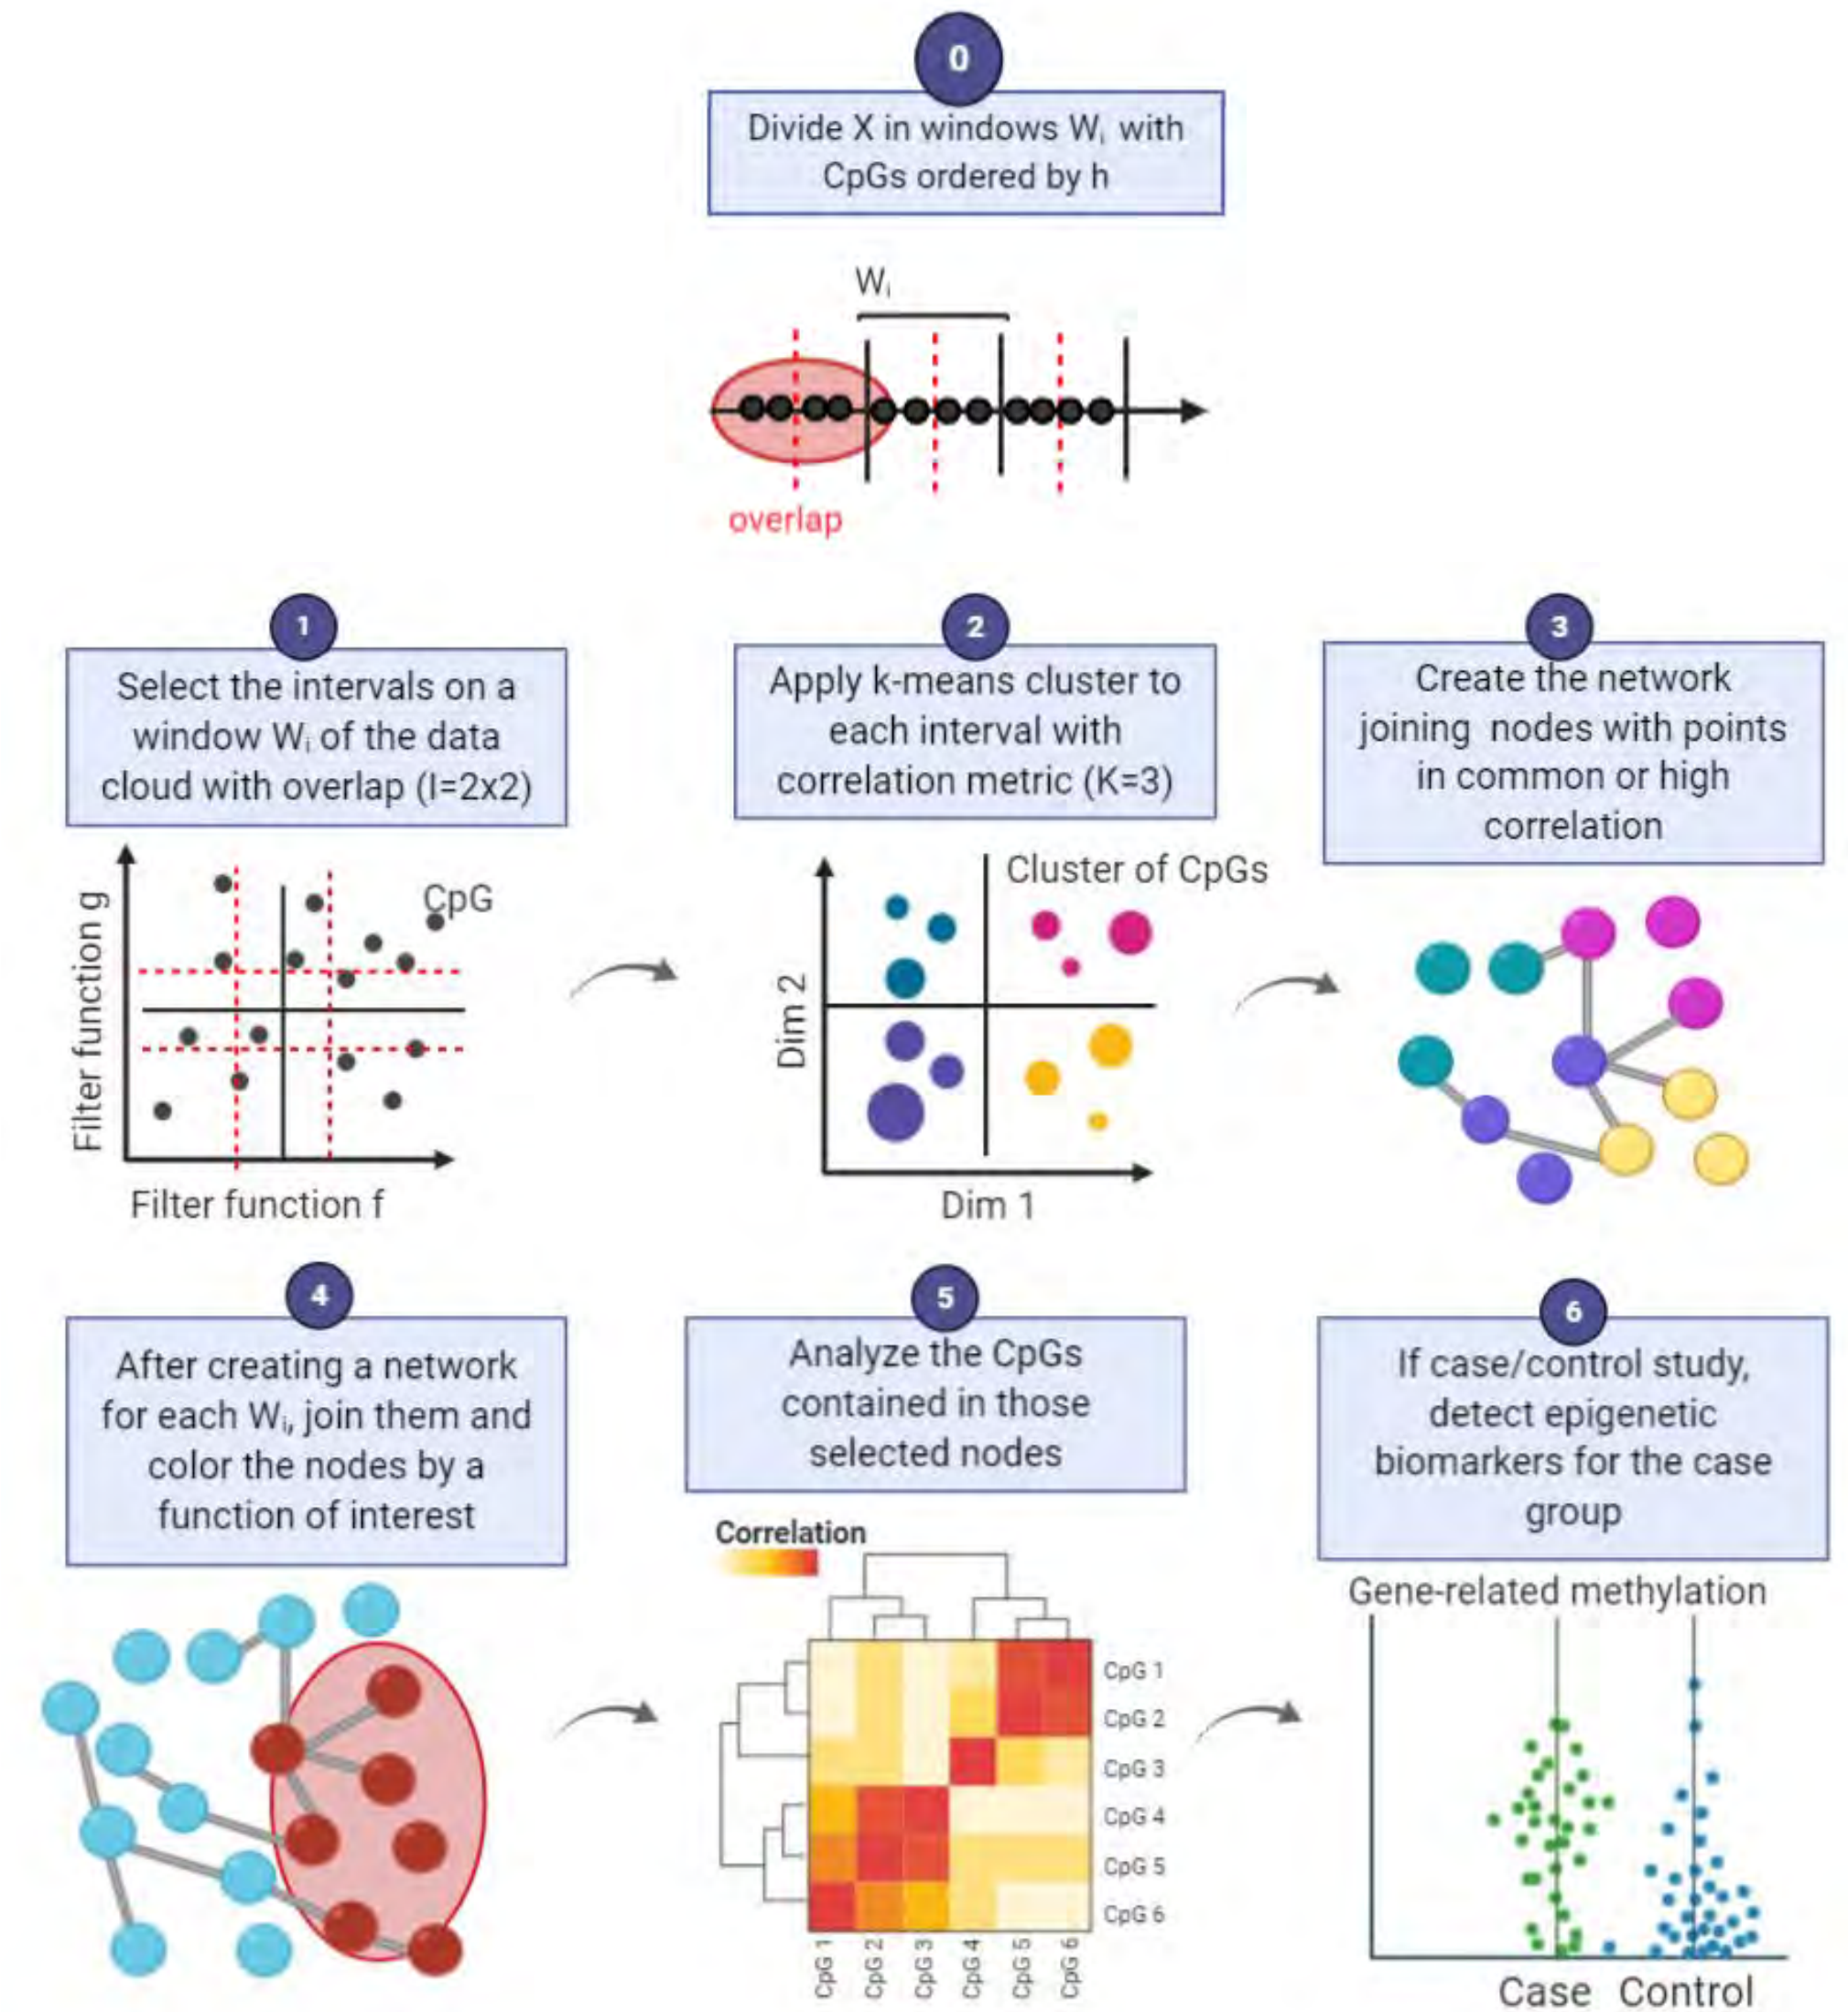 0
Divide X in windows Wᵢ with
CpGs ordered by h
Wᵢ
overlap
1
Select the intervals on a
window Wᵢ of the data
cloud with overlap (I=2x2)
CpG
Filter function g
Filter function f
2
Apply k-means cluster to
each interval with
correlation metric (K=3)
Cluster of CpGs
Dim 2
Dim 1
3
Create the network
joining nodes with points
in common or high
correlation
4
After creating a network
for each Wᵢ, join them and
color the nodes by a
function of interest
5
Analyze the CpGs
contained in those
selected nodes
Correlation
CpG 1
CpG 2
CpG 3
CpG 4
CpG 5
CpG 6
CpG 1
CpG 2
CpG 3
CpG 4
CpG 5
CpG 6
6
If case/control study,
detect epigenetic
biomarkers for the case
group
Gene-related methylation
Case Control